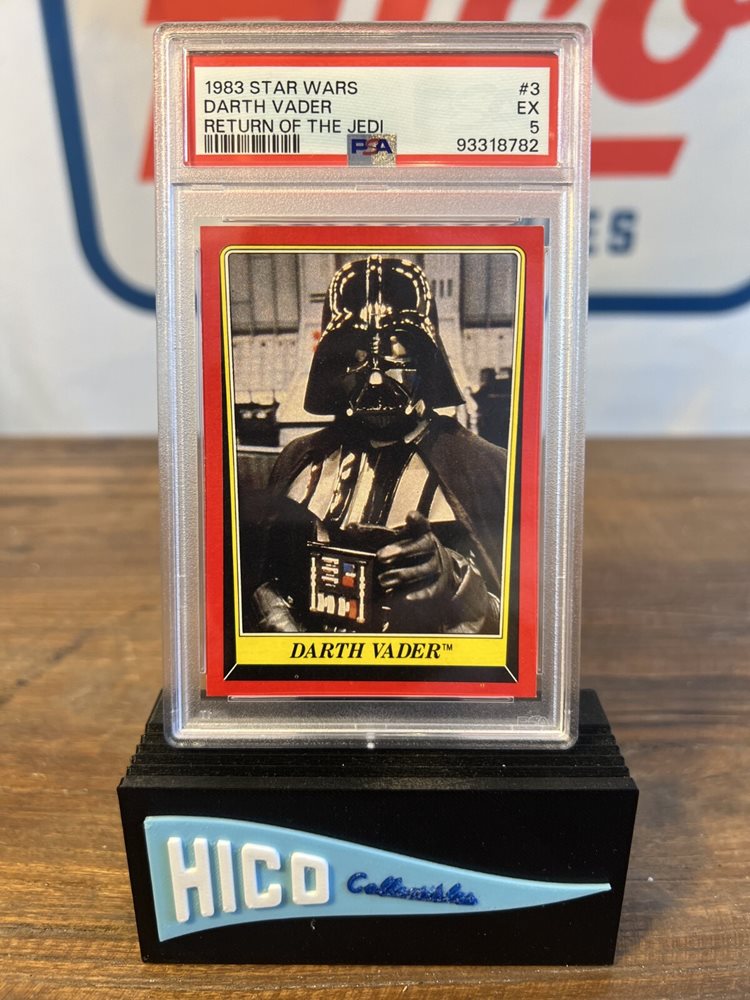 1983 STAR WARS #3
DARTH VADER EX
RETURN OF THE JEDI 5
PSA 93318782
DARTH VADER™
HICO Collectibles